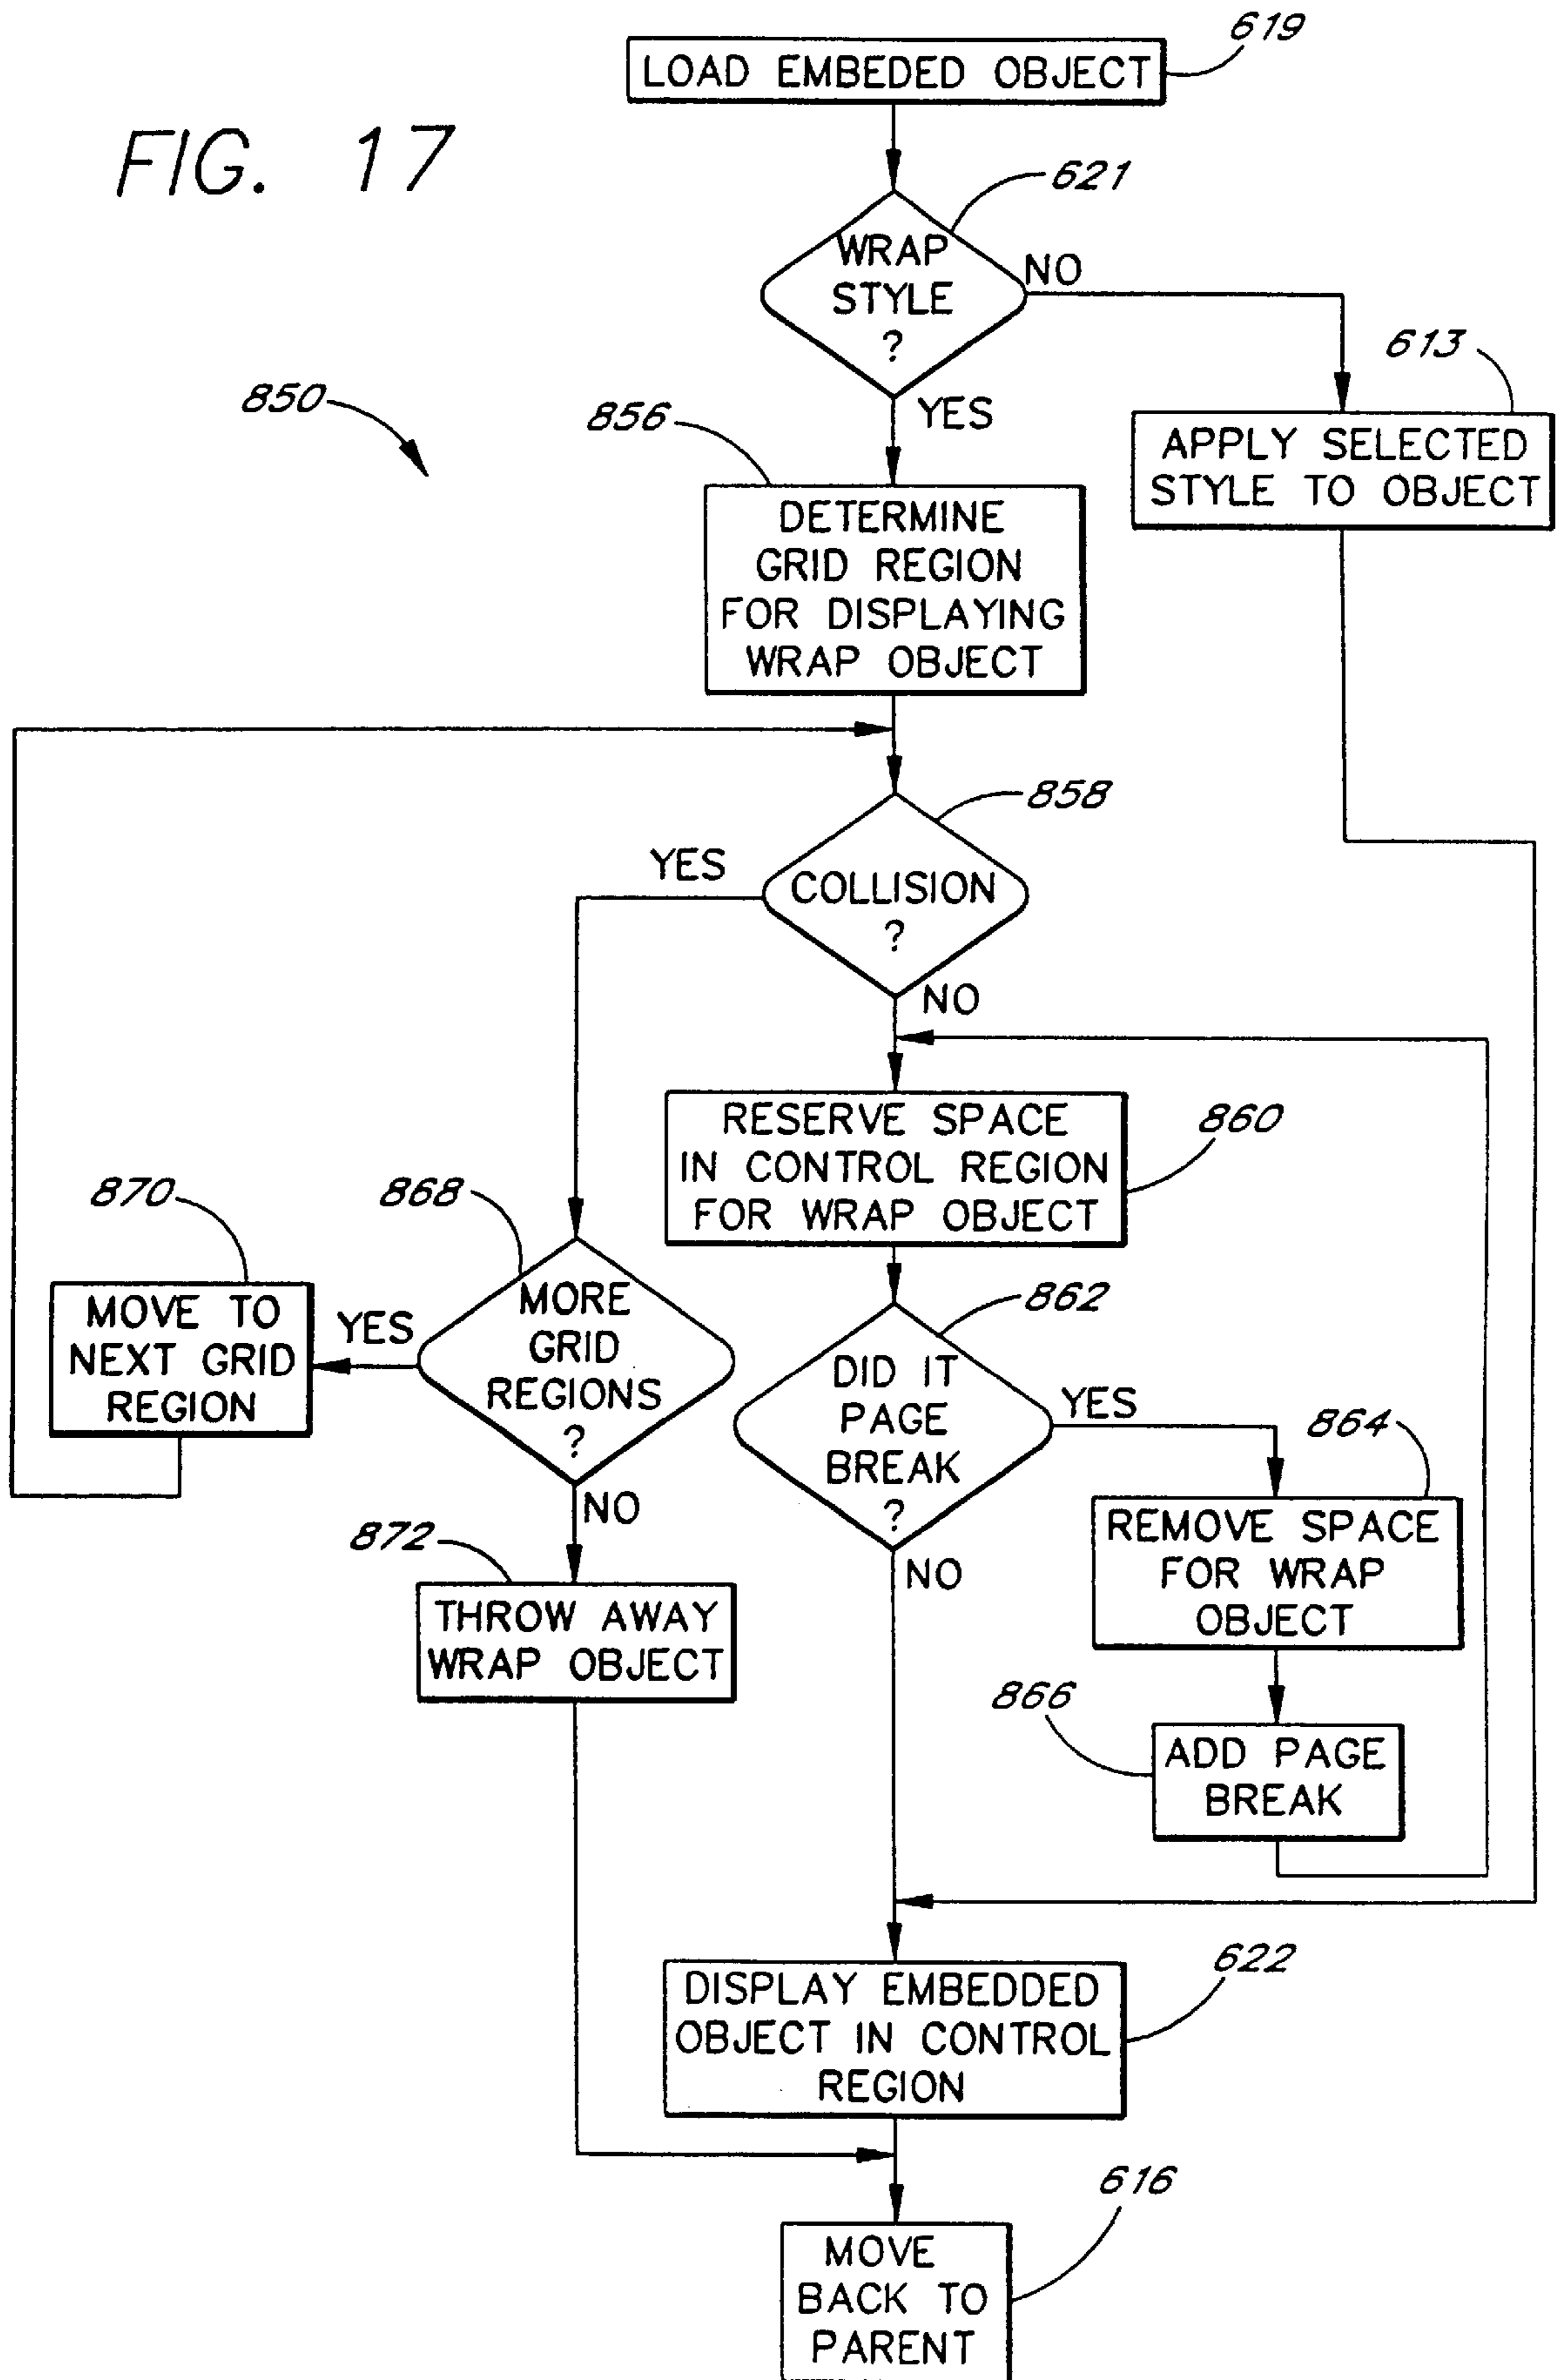 619
LOAD EMBEDED OBJECT
FIG. 17
621
WRAP
STYLE
?
NO
613
850
YES
856
APPLY SELECTED
STYLE TO OBJECT
DETERMINE
GRID REGION
FOR DISPLAYING
WRAP OBJECT
858
YES
COLLISION
?
NO
RESERVE SPACE
IN CONTROL REGION
FOR WRAP OBJECT
860
870
868
MOVE TO
NEXT GRID
REGION
YES
MORE
GRID
REGIONS
?
862
DID IT
PAGE
BREAK
?
YES
864
NO
872
NO
REMOVE SPACE
FOR WRAP
OBJECT
THROW AWAY
WRAP OBJECT
866
ADD PAGE
BREAK
622
DISPLAY EMBEDDED
OBJECT IN CONTROL
REGION
616
MOVE
BACK TO
PARENT